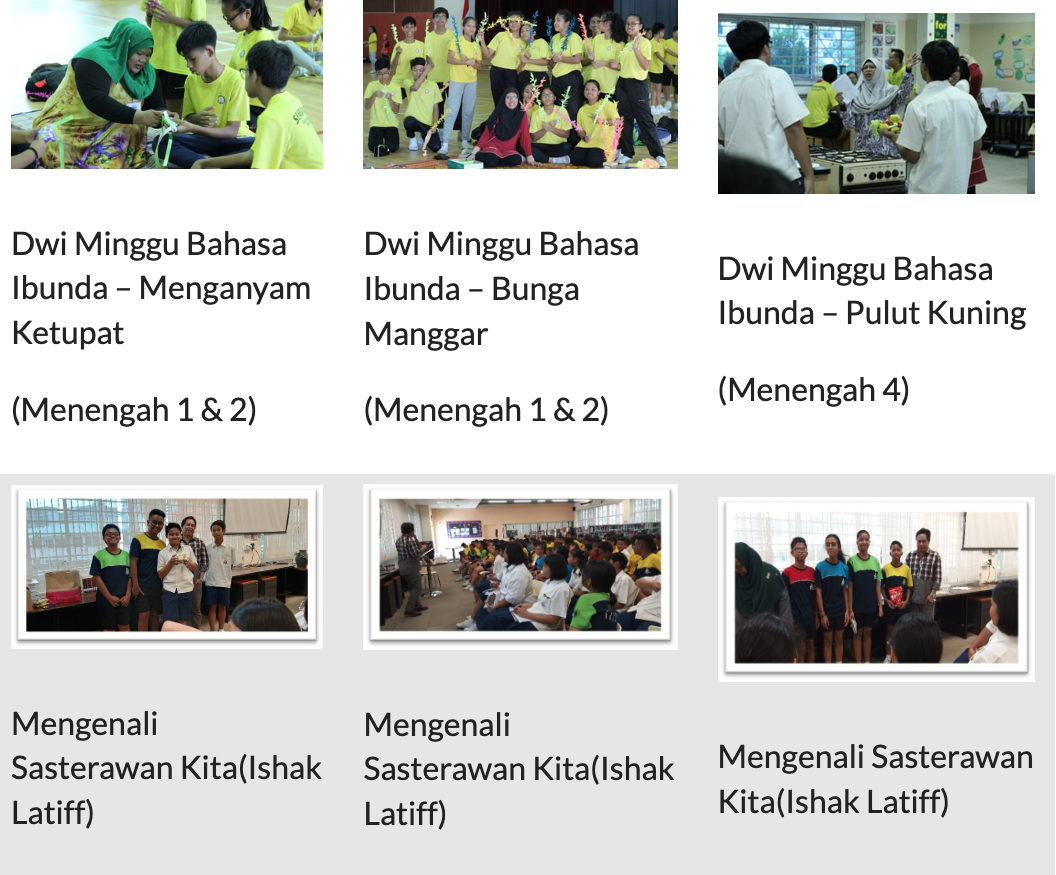 Dwi Minggu Bahasa
Ibunda – Menganyam
Ketupat
(Menengah 1 & 2)
Dwi Minggu Bahasa
Ibunda – Bunga
Manggar
(Menengah 1 & 2)
for
Dwi Minggu Bahasa
Ibunda – Pulut Kuning
(Menengah 4)
Mengenali
Sasterawan Kita(Ishak
Latiff)
Mengenali
Sasterawan Kita(Ishak
Latiff)
Mengenali Sasterawan
Kita(Ishak Latiff)